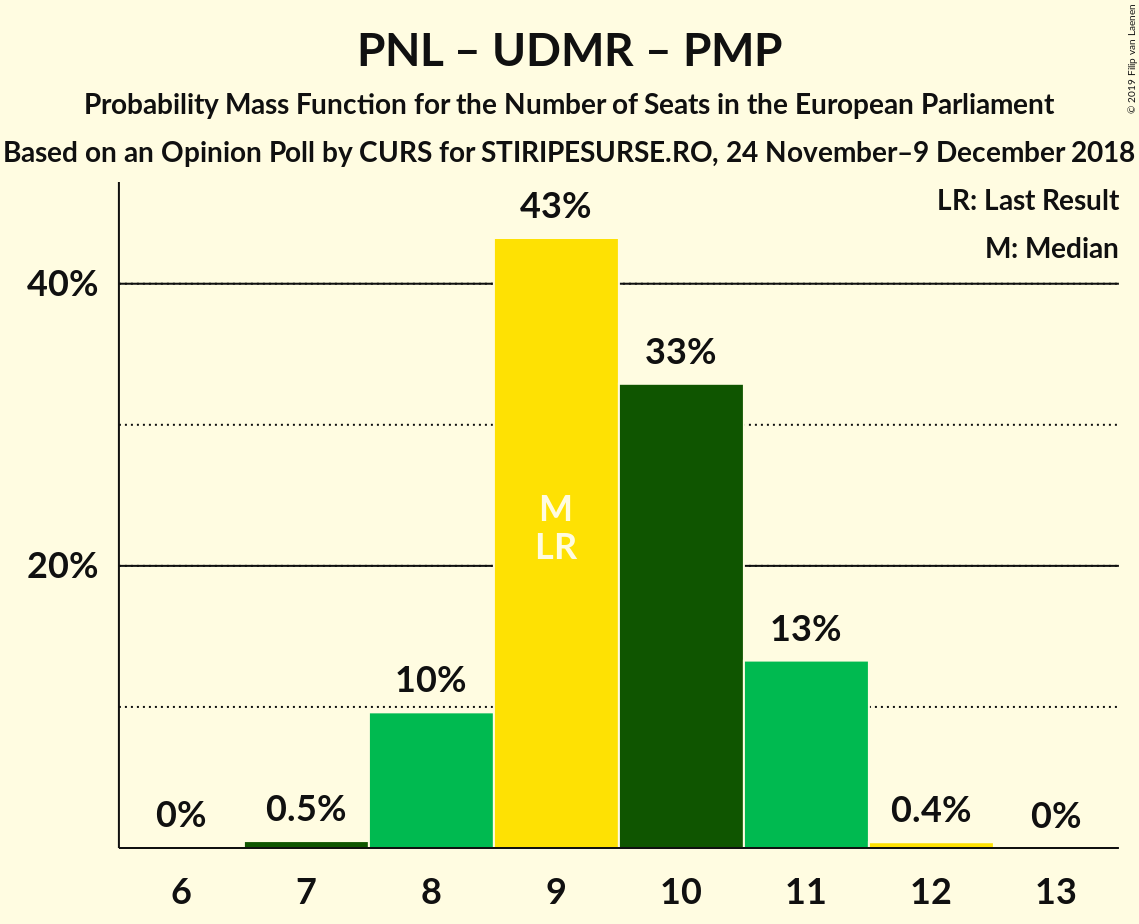 PNL – UDMR – PMP
Probability Mass Function for the Number of Seats in the European Parliament
Based on an Opinion Poll by CURS for STIRIPESURSE.RO, 24 November–9 December 2018
© 2019 Filip van Laenen
LR: Last Result
M: Median
40%
20%
0%
0.5%
10%
43%
M
LR
33%
13%
0.4%
0%
6 7 8 9 10 11 12 13